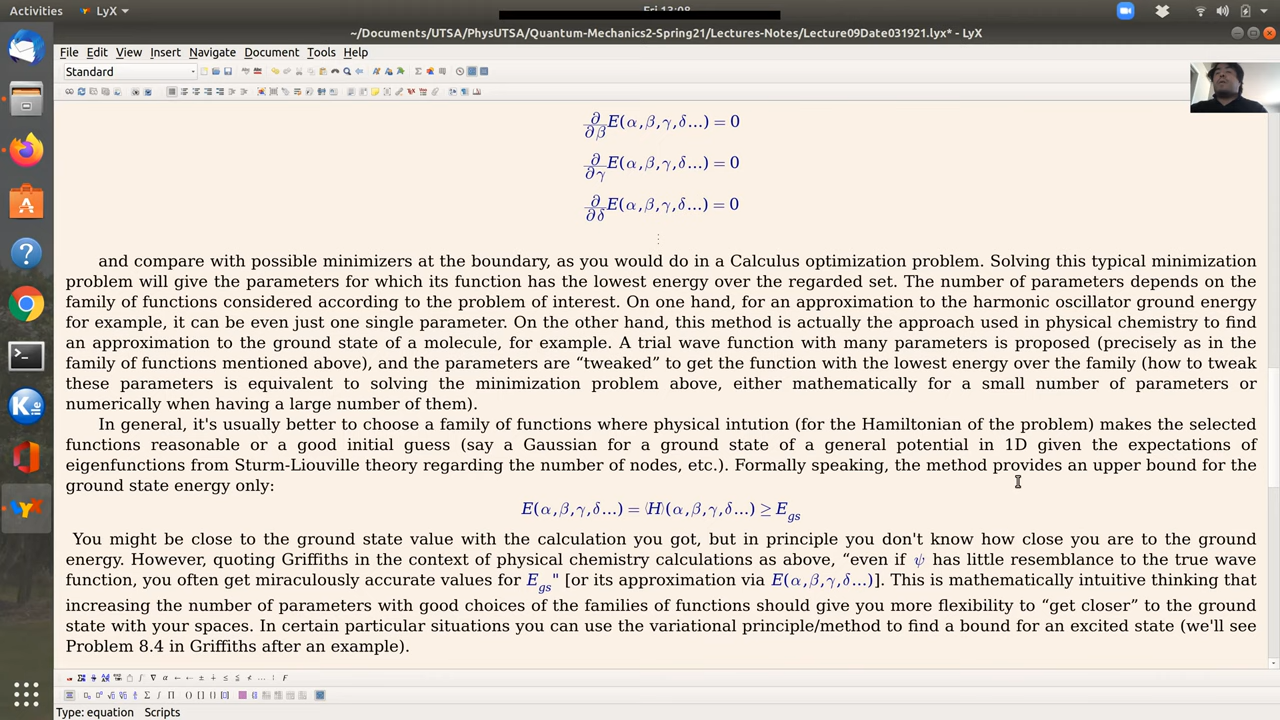 Activities LyX Fri 13:08
~/Documents/UTSA/PhysUTSA/Quantum-Mechanics2-Spring21/Lectures-Notes/Lecture09Date031921.lyx* - LyX
File Edit View Insert Navigate Document Tools Help
Standard
∂/∂β E(α,β,γ,δ...) = 0
∂/∂γ E(α,β,γ,δ...) = 0
∂/∂δ E(α,β,γ,δ...) = 0
⋮
and compare with possible minimizers at the boundary, as you would do in a Calculus optimization problem. Solving this typical minimization
problem will give the parameters for which its function has the lowest energy over the regarded set. The number of parameters depends on the
family of functions considered according to the problem of interest. On one hand, for an approximation to the harmonic oscillator ground energy
for example, it can be even just one single parameter. On the other hand, this method is actually the approach used in physical chemistry to find
an approximation to the ground state of a molecule, for example. A trial wave function with many parameters is proposed (precisely as in the
family of functions mentioned above), and the parameters are “tweaked” to get the function with the lowest energy over the family (how to tweak
these parameters is equivalent to solving the minimization problem above, either mathematically for a small number of parameters or
numerically when having a large number of them).
In general, it's usually better to choose a family of functions where physical intution (for the Hamiltonian of the problem) makes the selected
functions reasonable or a good initial guess (say a Gaussian for a ground state of a general potential in 1D given the expectations of
eigenfunctions from Sturm-Liouville theory regarding the number of nodes, etc.). Formally speaking, the method provides an upper bound for the
ground state energy only:
E(α,β,γ,δ...) = ⟨H⟩(α,β,γ,δ...) ≥ E_gs
You might be close to the ground state value with the calculation you got, but in principle you don't know how close you are to the ground
energy. However, quoting Griffiths in the context of physical chemistry calculations as above, “even if ψ has little resemblance to the true wave
function, you often get miraculously accurate values for E_gs" [or its approximation via E(α,β,γ,δ...)]. This is mathematically intuitive thinking that
increasing the number of parameters with good choices of the families of functions should give you more flexibility to “get closer” to the ground
state with your spaces. In certain particular situations you can use the variational principle/method to find a bound for an excited state (we'll see
Problem 8.4 in Griffiths after an example).
Type: equation Scripts